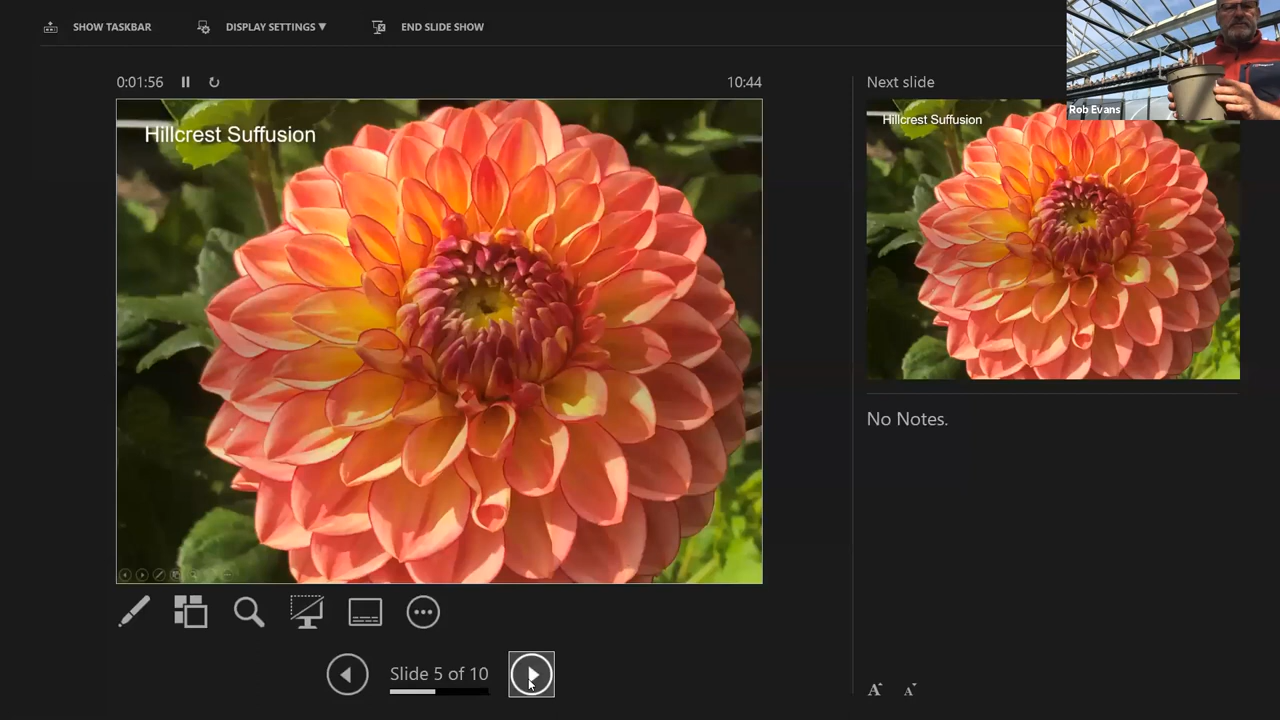 SHOW TASKBAR
DISPLAY SETTINGS ▼
END SLIDE SHOW
0:01:56
10:44
Next slide
Rob Evans
Hillcrest Suffusion
Hillcrest Suffusion
No Notes.
Slide 5 of 10
A A